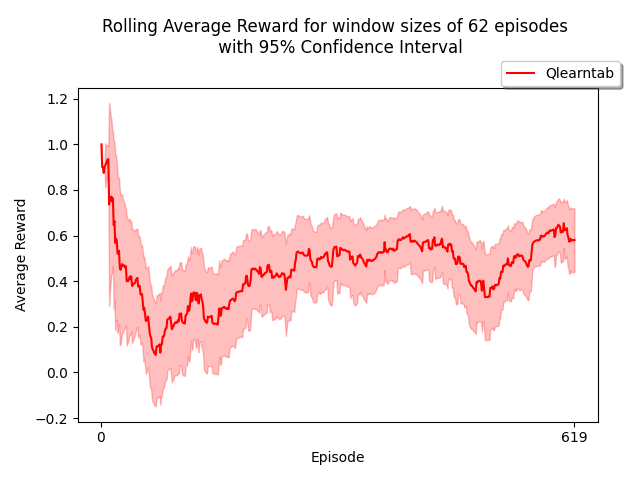 Rolling Average Reward for window sizes of 62 episodes
with 95% Confidence Interval
Qlearntab
1.2
1.0
0.8
0.6
0.4
0.2
0.0
−0.2
Average Reward
0 619
Episode